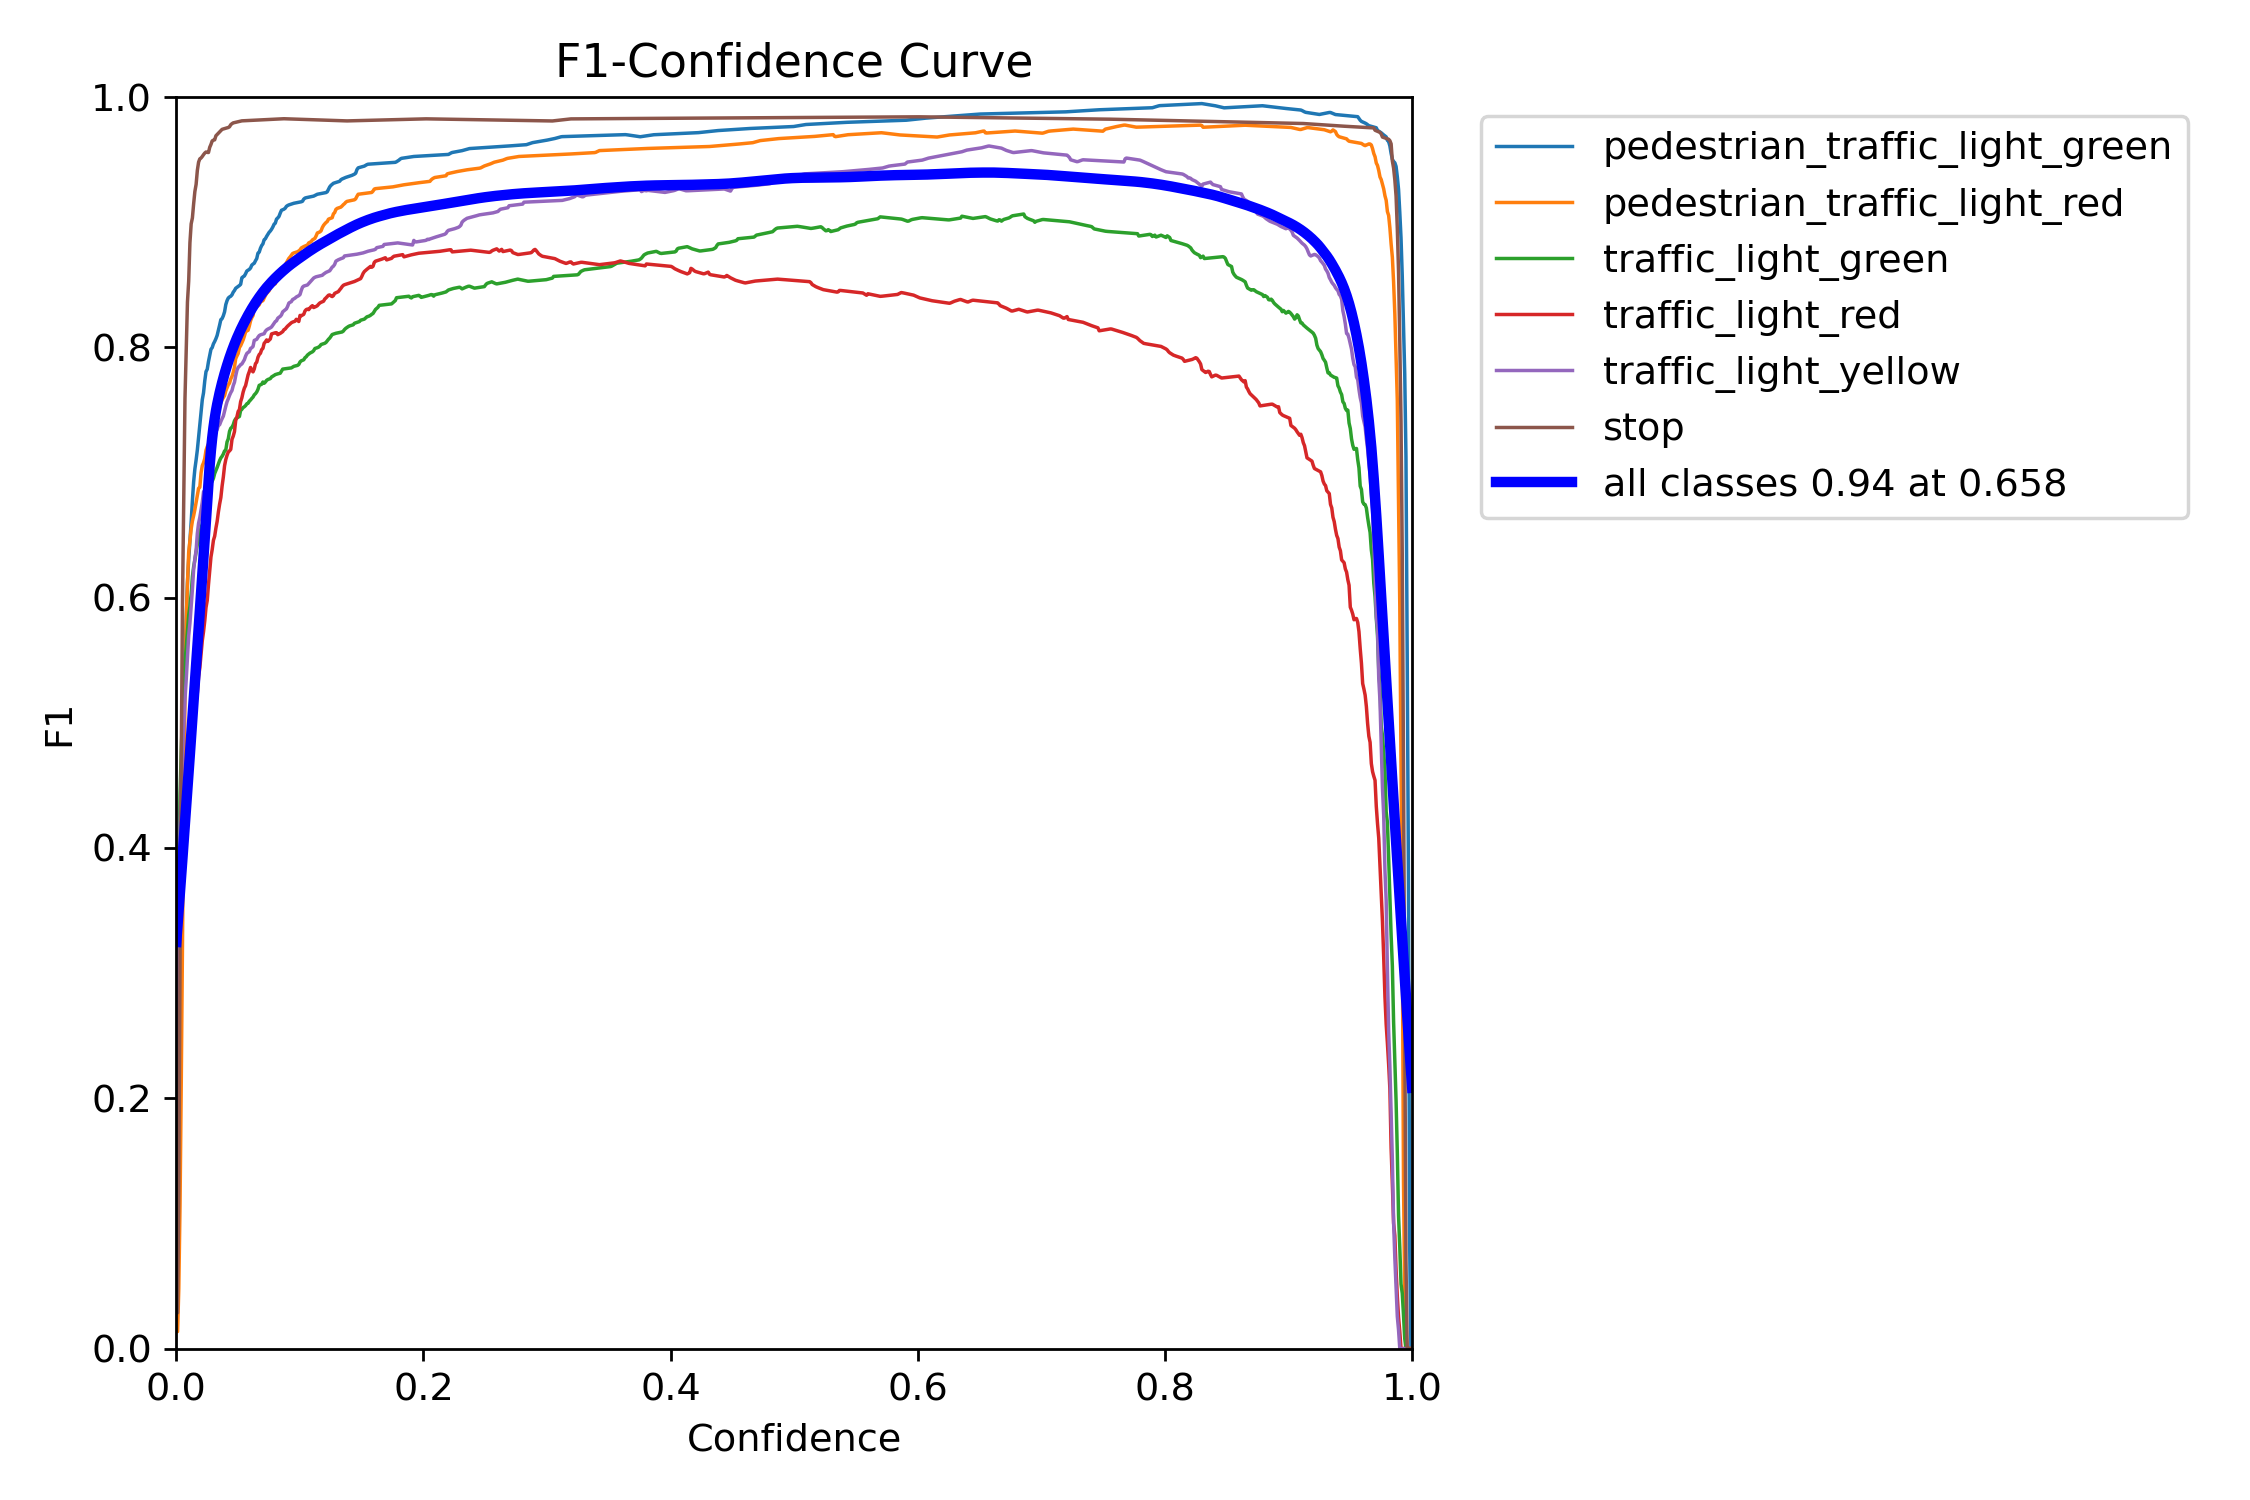 F1-Confidence Curve
1.0
0.8
0.6
0.4
0.2
0.0
F1
0.0 0.2 0.4 0.6 0.8 1.0
Confidence
pedestrian_traffic_light_green
pedestrian_traffic_light_red
traffic_light_green
traffic_light_red
traffic_light_yellow
stop
all classes 0.94 at 0.658